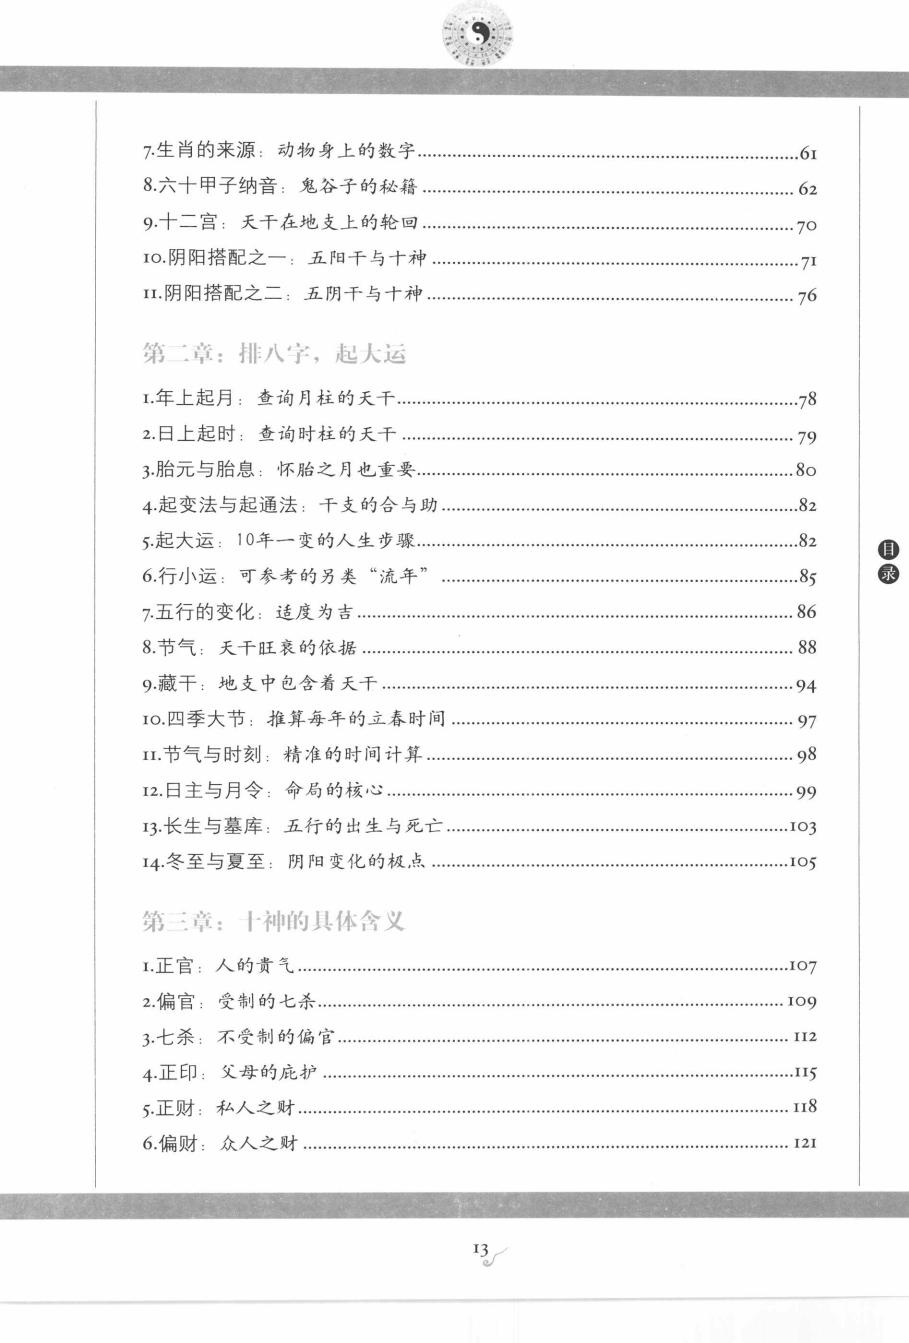 7.生肖的来源：动物身上的数字................61
8.六十甲子纳音：鬼谷子的秘籍................62
9.十二宫：天干在地支上的轮回................70
10.阴阳搭配之一：五阳干与十神................71
11.阴阳搭配之二：五阴干与十神................76
第二章：排八字，起大运
1.年上起月：查询月柱的天干................78
2.日上起时：查询时柱的天干................79
3.胎元与胎息：怀胎之月也重要................80
4.起变法与起通法：干支的合与助................82
5.起大运：10年一变的人生步骤................82
6.行小运：可参考的另类“流年”................85
7.五行的变化：适度为吉................86
8.节气：天干旺衰的依据................88
9.藏干：地支中包含着天干................94
10.四季大节：推算每年的立春时间................97
11.节气与时刻：精准的时间计算................98
12.日主与月令：命局的核心................99
13.长生与墓库：五行的出生与死亡................103
14.冬至与夏至：阴阳变化的极点................105
第三章：十神的具体含义
1.正官：人的贵气................107
2.偏官：受制的七杀................109
3.七杀：不受制的偏官................112
4.正印：父母的庇护................115
5.正财：私人之财................118
6.偏财：众人之财................121
目录
13